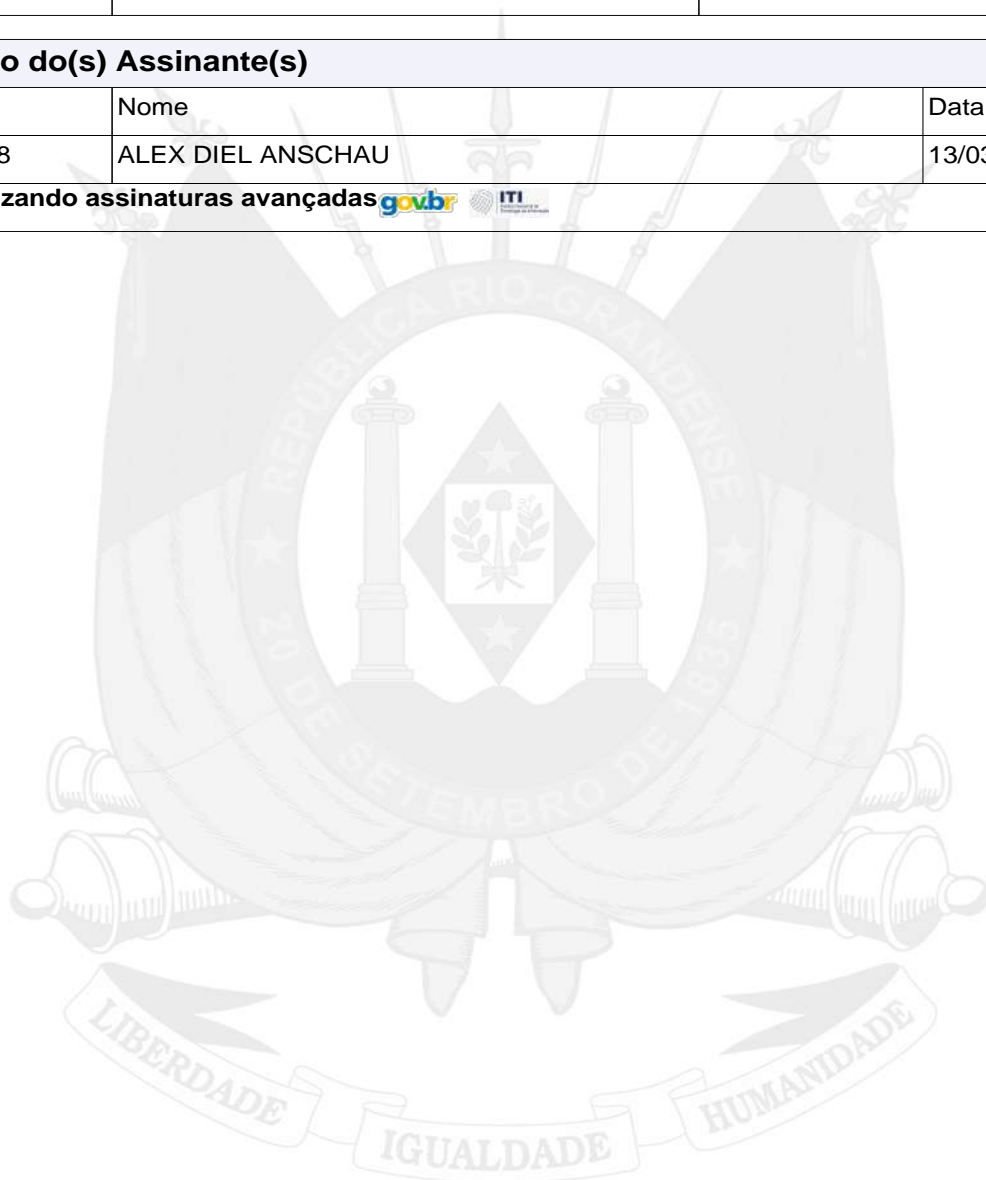 o do(s) Assinante(s)
Nome Data
8 ALEX DIEL ANSCHAU 13/03
zando assinaturas avançadas gov.br ITI
REPÚBLICA RIO-GRANDENSE
20 DE SETEMBRO DE 1835
LIBERDADE IGUALDADE HUMANIDADE